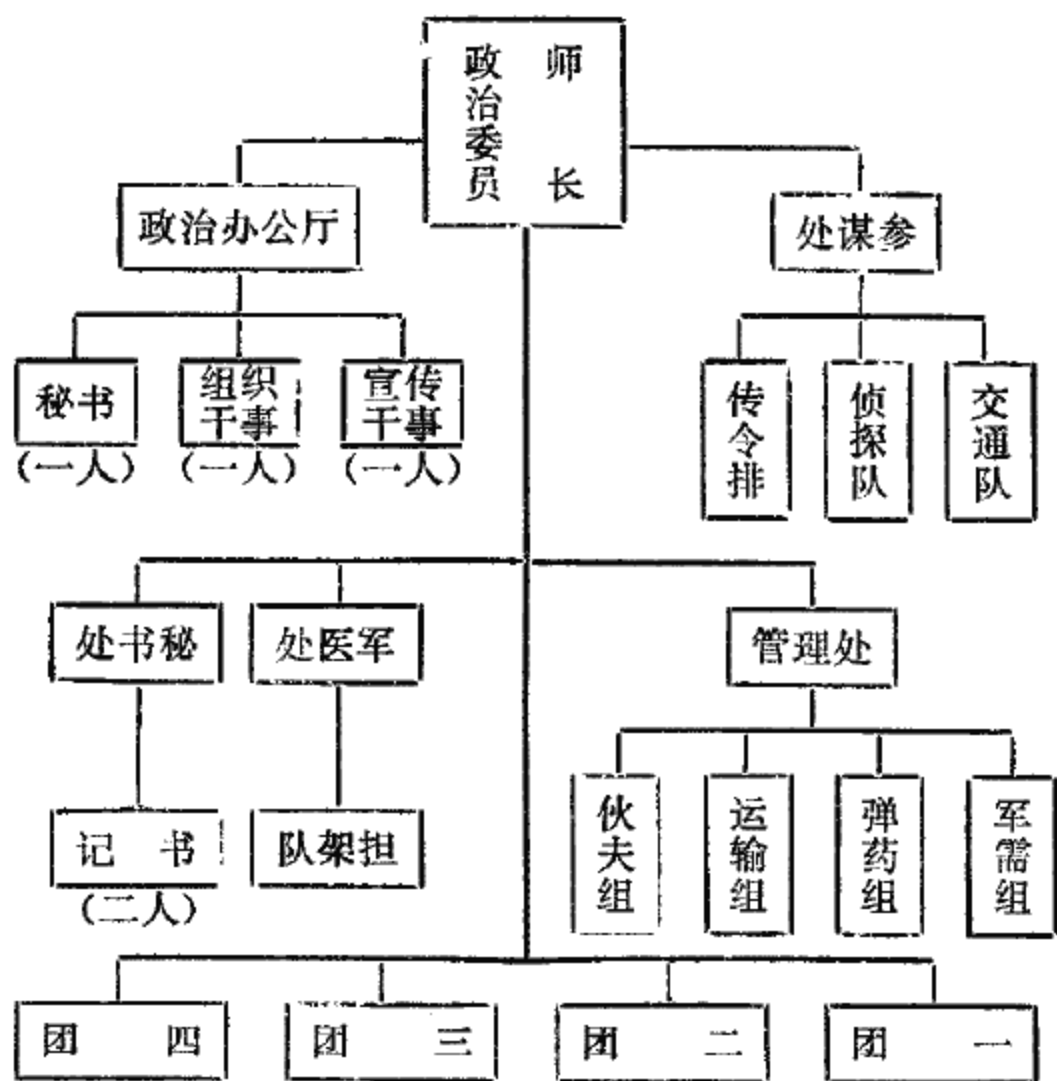 师长
政治委员
政治办公厅
处谋参
秘书
(一人)
组织
干事
(一人)
宣传
干事
(一人)
传令排
侦探队
交通队
处书秘
处医军
管理处
记 书
(二人)
队架担
伙夫组
运输组
弹药组
军需组
团 四
团 三
团 二
团 一